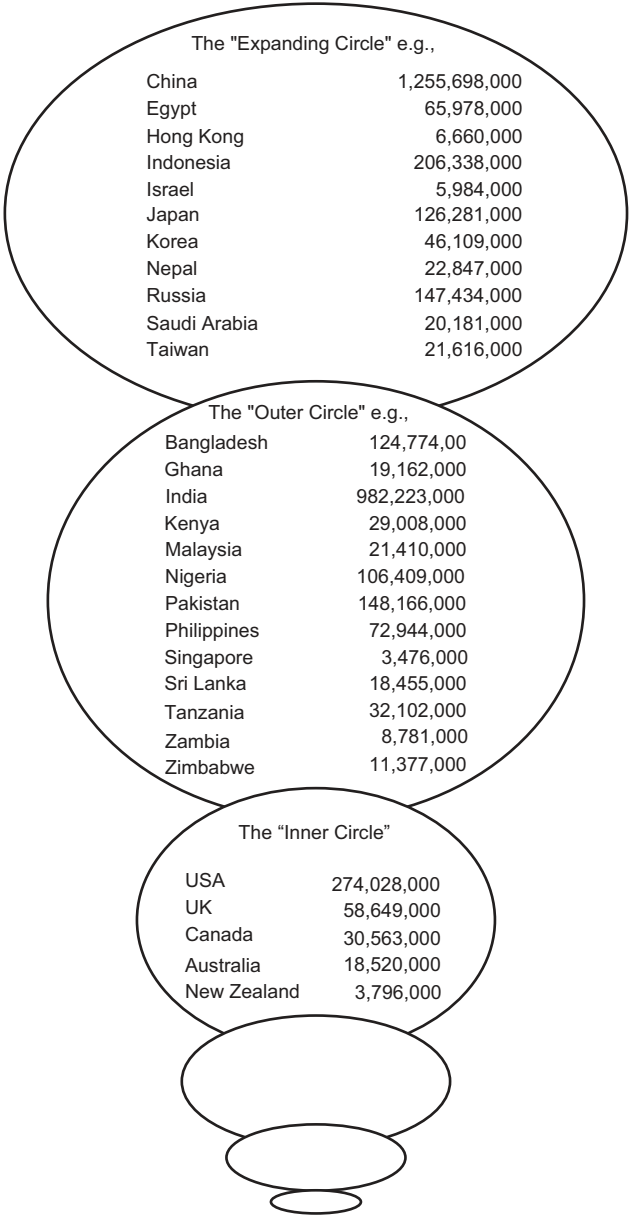 The "Expanding Circle" e.g.,
China 1,255,698,000
Egypt 65,978,000
Hong Kong 6,660,000
Indonesia 206,338,000
Israel 5,984,000
Japan 126,281,000
Korea 46,109,000
Nepal 22,847,000
Russia 147,434,000
Saudi Arabia 20,181,000
Taiwan 21,616,000
The "Outer Circle" e.g.,
Bangladesh 124,774,00
Ghana 19,162,000
India 982,223,000
Kenya 29,008,000
Malaysia 21,410,000
Nigeria 106,409,000
Pakistan 148,166,000
Philippines 72,944,000
Singapore 3,476,000
Sri Lanka 18,455,000
Tanzania 32,102,000
Zambia 8,781,000
Zimbabwe 11,377,000
The “Inner Circle”
USA 274,028,000
UK 58,649,000
Canada 30,563,000
Australia 18,520,000
New Zealand 3,796,000